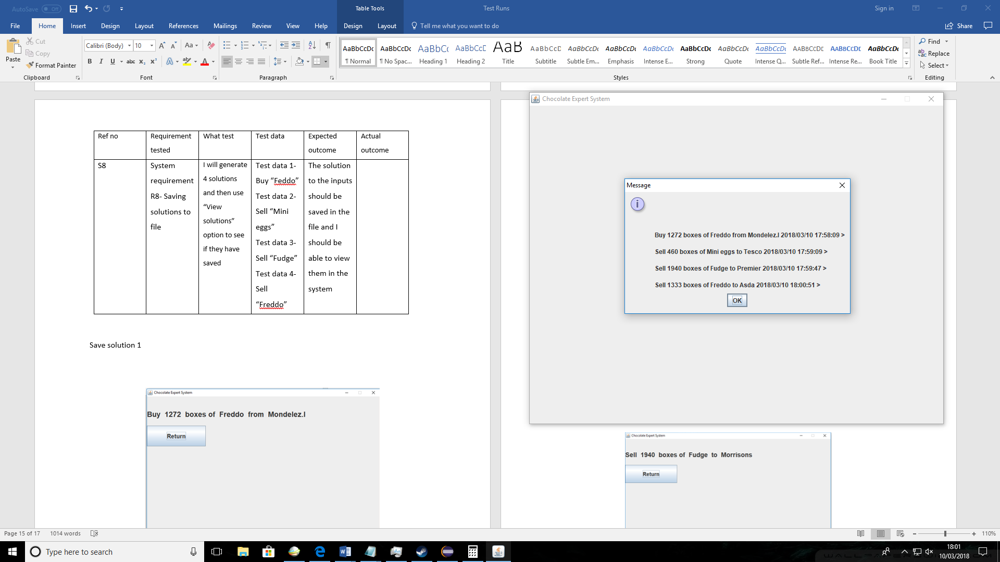 AutoSave Off
Table Tools
Test Runs
Sign in
File Home Insert Design Layout References Mailings Review View Help Design Layout Tell me what you want to do Share
Paste
Cut
Copy
Format Painter
Clipboard
Calibri (Body) 10
Font
Paragraph
AaBbCcDc ¶ Normal
AaBbCcDc ¶ No Spac...
AaBbC( Heading 1
AaBbCcD Heading 2
AaB Title
AaBbCcD Subtitle
AaBbCcDc Subtle Em...
AaBbCcDc Emphasis
AaBbCcDc Intense E...
AaBbCcDc Strong
AaBbCcDc Quote
AaBbCcDc Intense Q...
AABBCCDE Subtle Ref...
AABBCCDE Intense Re...
AaBbCcDc Book Title
Styles
Find
Replace
Select
Editing
Ref no
Requirement
tested
What test
Test data
Expected
outcome
Actual
outcome
S8
System
requirement
R8- Saving
solutions to
file
I will generate
4 solutions
and then use
“View
solutions”
option to see
if they have
saved
Test data 1-
Buy “Feddo”
Test data 2-
Sell “Mini
eggs”
Test data 3-
Sell “Fudge”
Test data 4-
Sell
“Freddo”
The solution
to the inputs
should be
saved in the
file and I
should be
able to view
them in the
system
Save solution 1
Chocolate Expert System
Buy 1272 boxes of Freddo from Mondelez.I
Return
Chocolate Expert System
Message
Buy 1272 boxes of Freddo from Mondelez.I 2018/03/10 17:58:09 >
Sell 460 boxes of Mini eggs to Tesco 2018/03/10 17:59:09 >
Sell 1940 boxes of Fudge to Premier 2018/03/10 17:59:47 >
Sell 1333 boxes of Freddo to Asda 2018/03/10 18:00:51 >
OK
Chocolate Expert System
Sell 1940 boxes of Fudge to Morrisons
Return
Page 15 of 17 1014 words
110%
Type here to search
18:01
10/03/2018